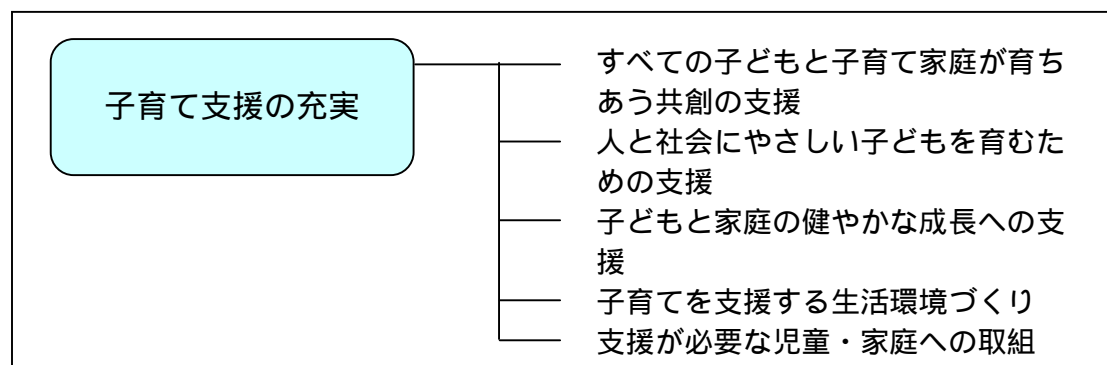 子育て支援の充実
すべての子どもと子育て家庭が育ち
あう共創の支援
人と社会にやさしい子どもを育むた
めの支援
子どもと家庭の健やかな成長への支
援
子育てを支援する生活環境づくり
支援が必要な児童・家庭への取組